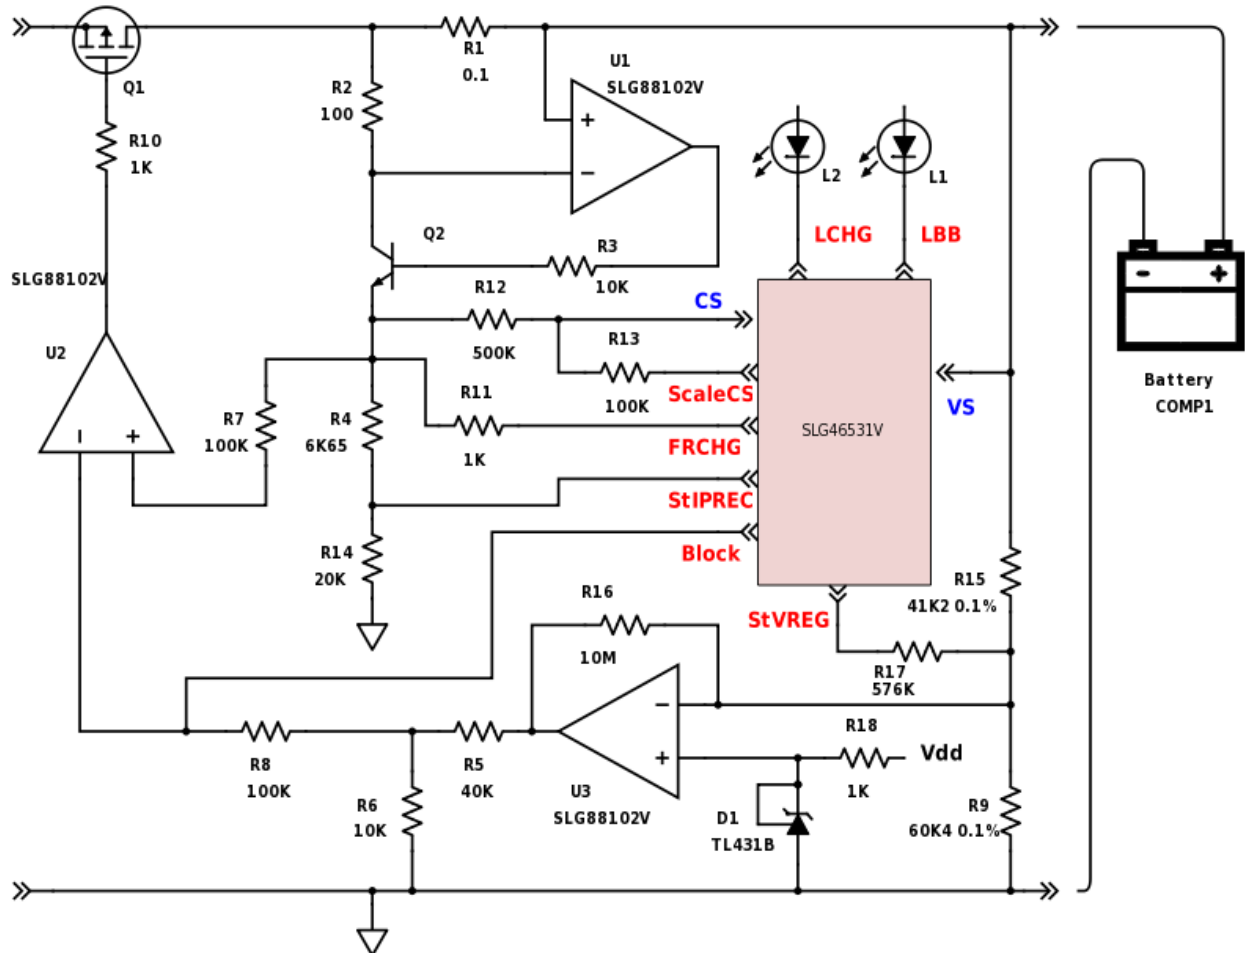 R1
0.1
U1
SLG88102V
Q1
R2
100
R10
1K
L2
L1
Q2
LCHG
LBB
R3
10K
SLG88102V
- +
R12
CS
500K
R13
U2
Battery
COMP1
ScaleCS
VS
100K
R11
R7
100K
R4
6K65
SLG46531V
FRCHG
1K
StIPREC
Block
R14
20K
R15
41K2 0.1%
R16
StVREG
10M
R17
576K
R18
Vdd
R8
100K
R5
40K
U3
SLG88102V
1K
R6
10K
D1
TL431B
R9
60K4 0.1%